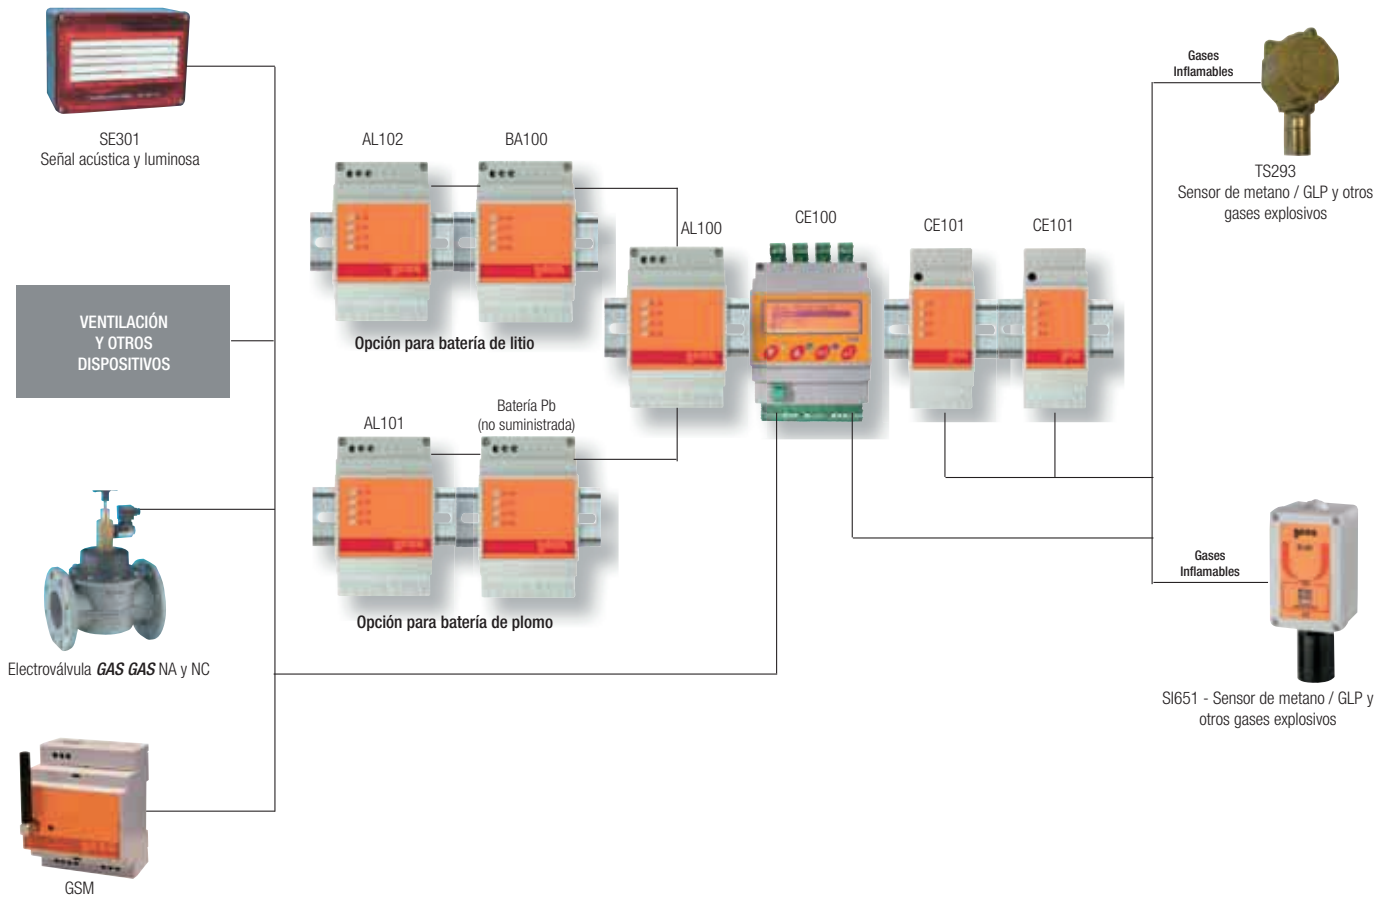 SE301
Señal acústica y luminosa
VENTILACIÓN
Y OTROS
DISPOSITIVOS
Electroválvula GAS GAS NA y NC
GSM
AL102
BA100
Opción para batería de litio
AL101
Batería Pb
(no suministrada)
Opción para batería de plomo
AL100
CE100
CE101
CE101
Gases
Inflamables
TS293
Sensor de metano / GLP y otros
gases explosivos
Gases
Inflamables
SI651 - Sensor de metano / GLP y
otros gases explosivos